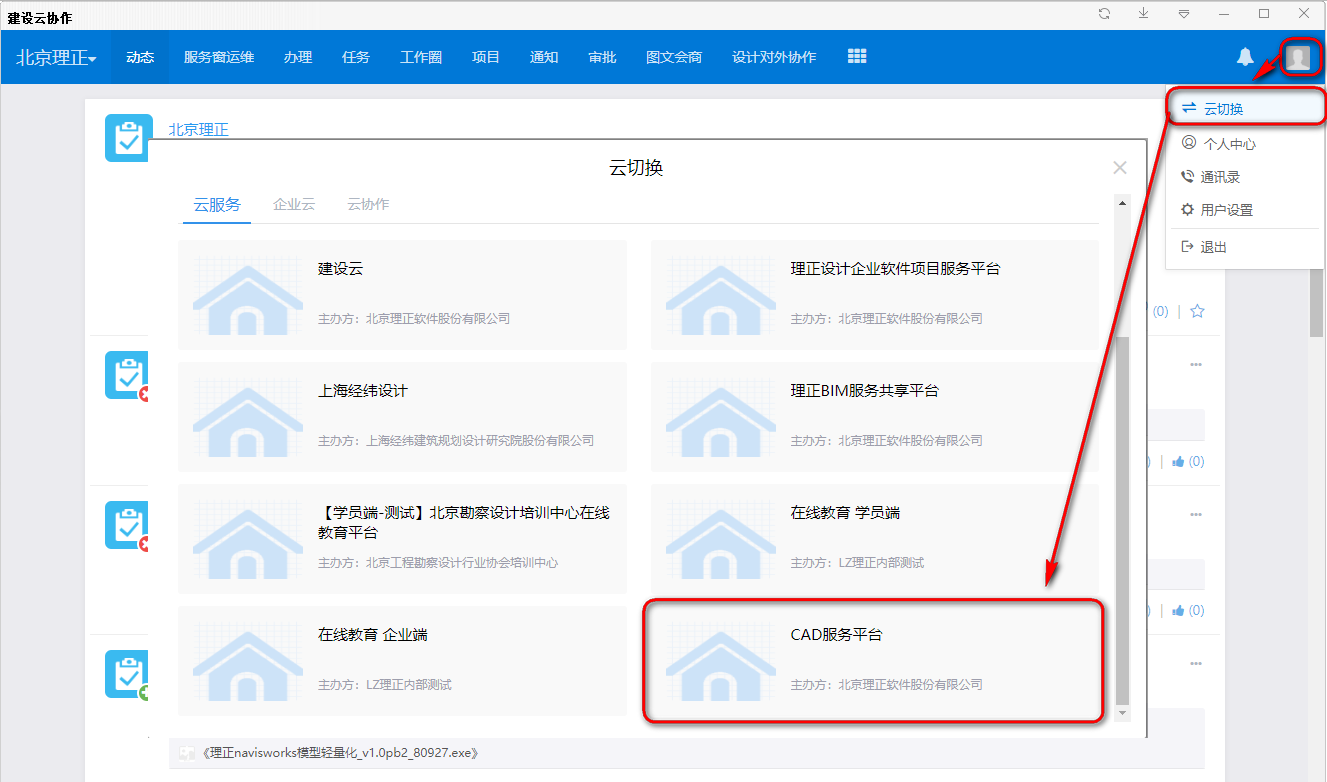 建设云协作
北京理正 动态 服务窗运维 办理 任务 工作圈 项目 通知 审批 图文会商 设计对外协作
云切换
个人中心
通讯录
用户设置
退出
北京理正
云切换
云服务 企业云 云协作
建设云
主办方：北京理正软件股份有限公司
理正设计企业软件项目服务平台
主办方：北京理正软件股份有限公司
上海经纬设计
主办方：上海经纬建筑规划设计研究院股份有限公司
理正BIM服务共享平台
主办方：北京理正软件股份有限公司
【学员端-测试】北京勘察设计培训中心在线
教育平台
主办方：北京工程勘察设计行业协会培训中心
在线教育 学员端
主办方：LZ理正内部测试
在线教育 企业端
主办方：LZ理正内部测试
CAD服务平台
主办方：北京理正软件股份有限公司
(0) |
) | (0)
) | (0)
《理正navisworks模型轻量化_v1.0pb2_80927.exe》